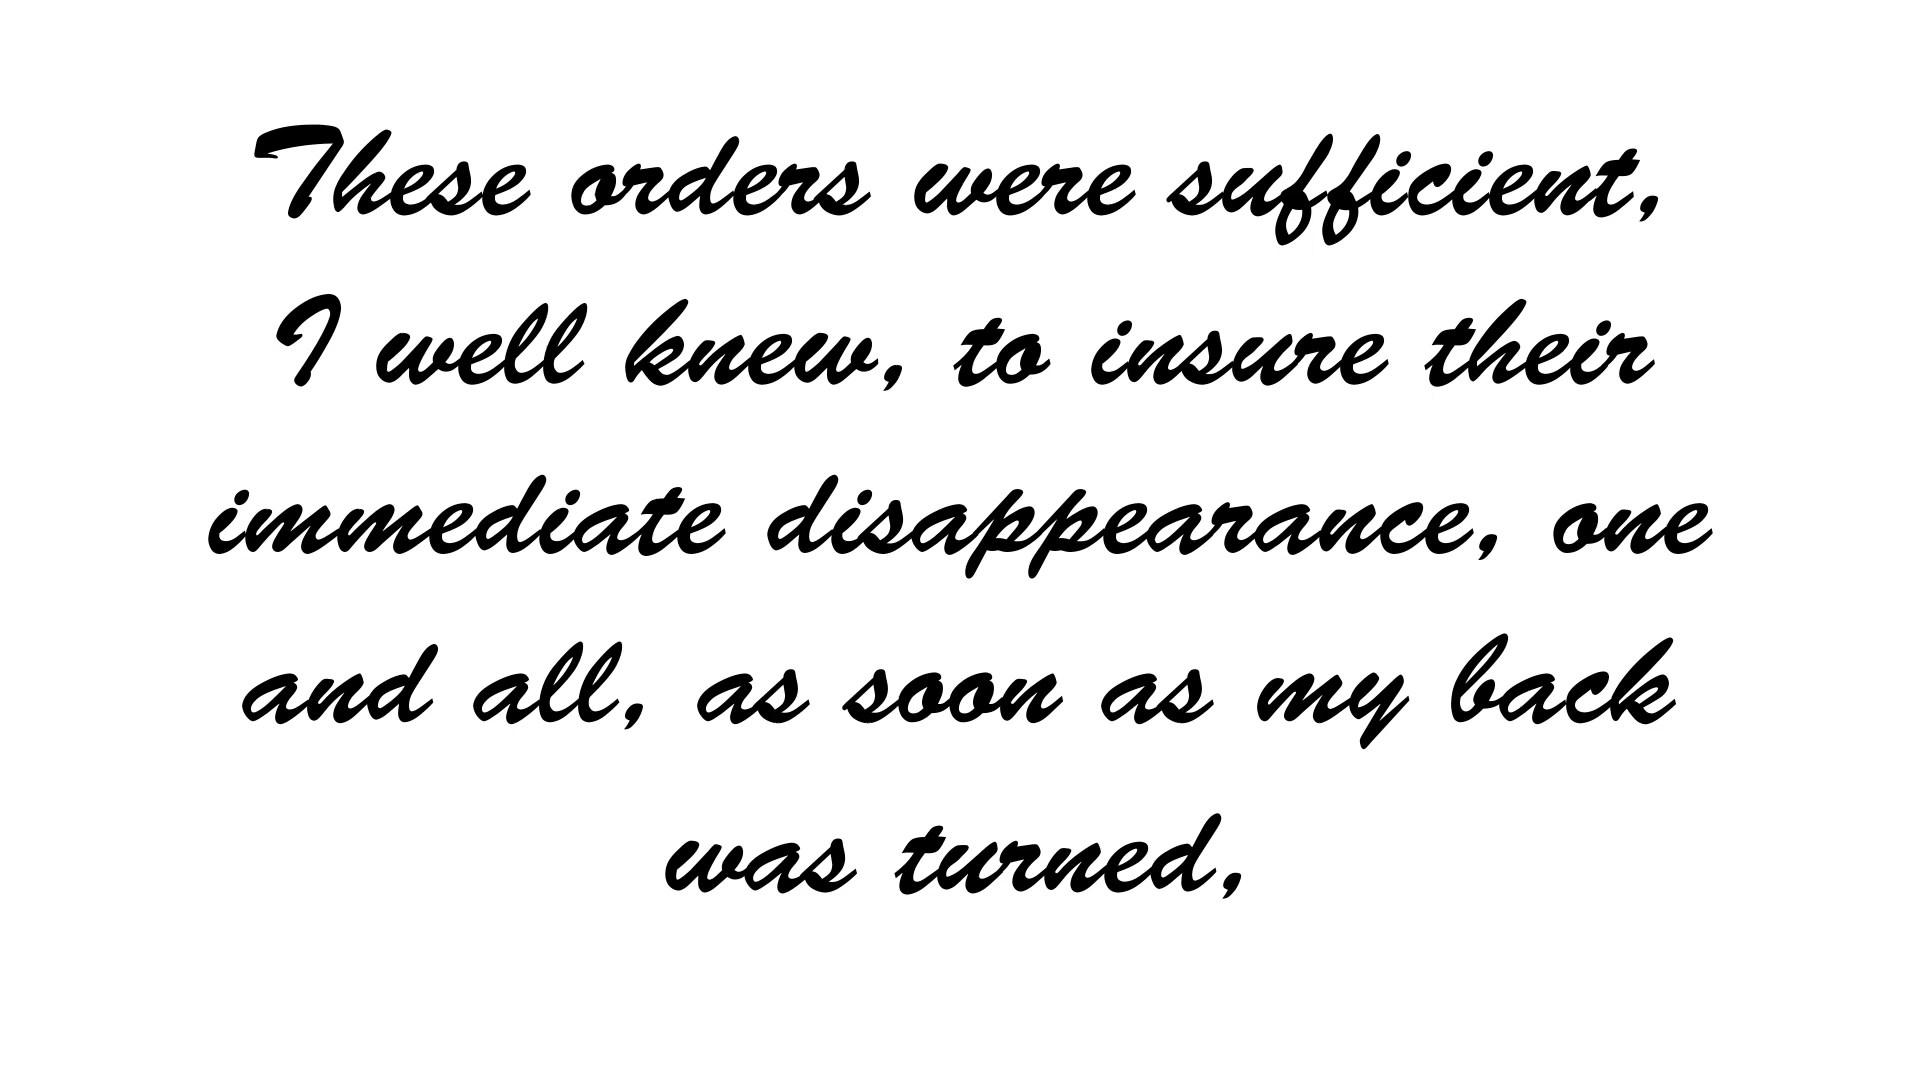 These orders were sufficient,
I well knew, to insure their
immediate disappearance, one
and all, as soon as my back
was turned,